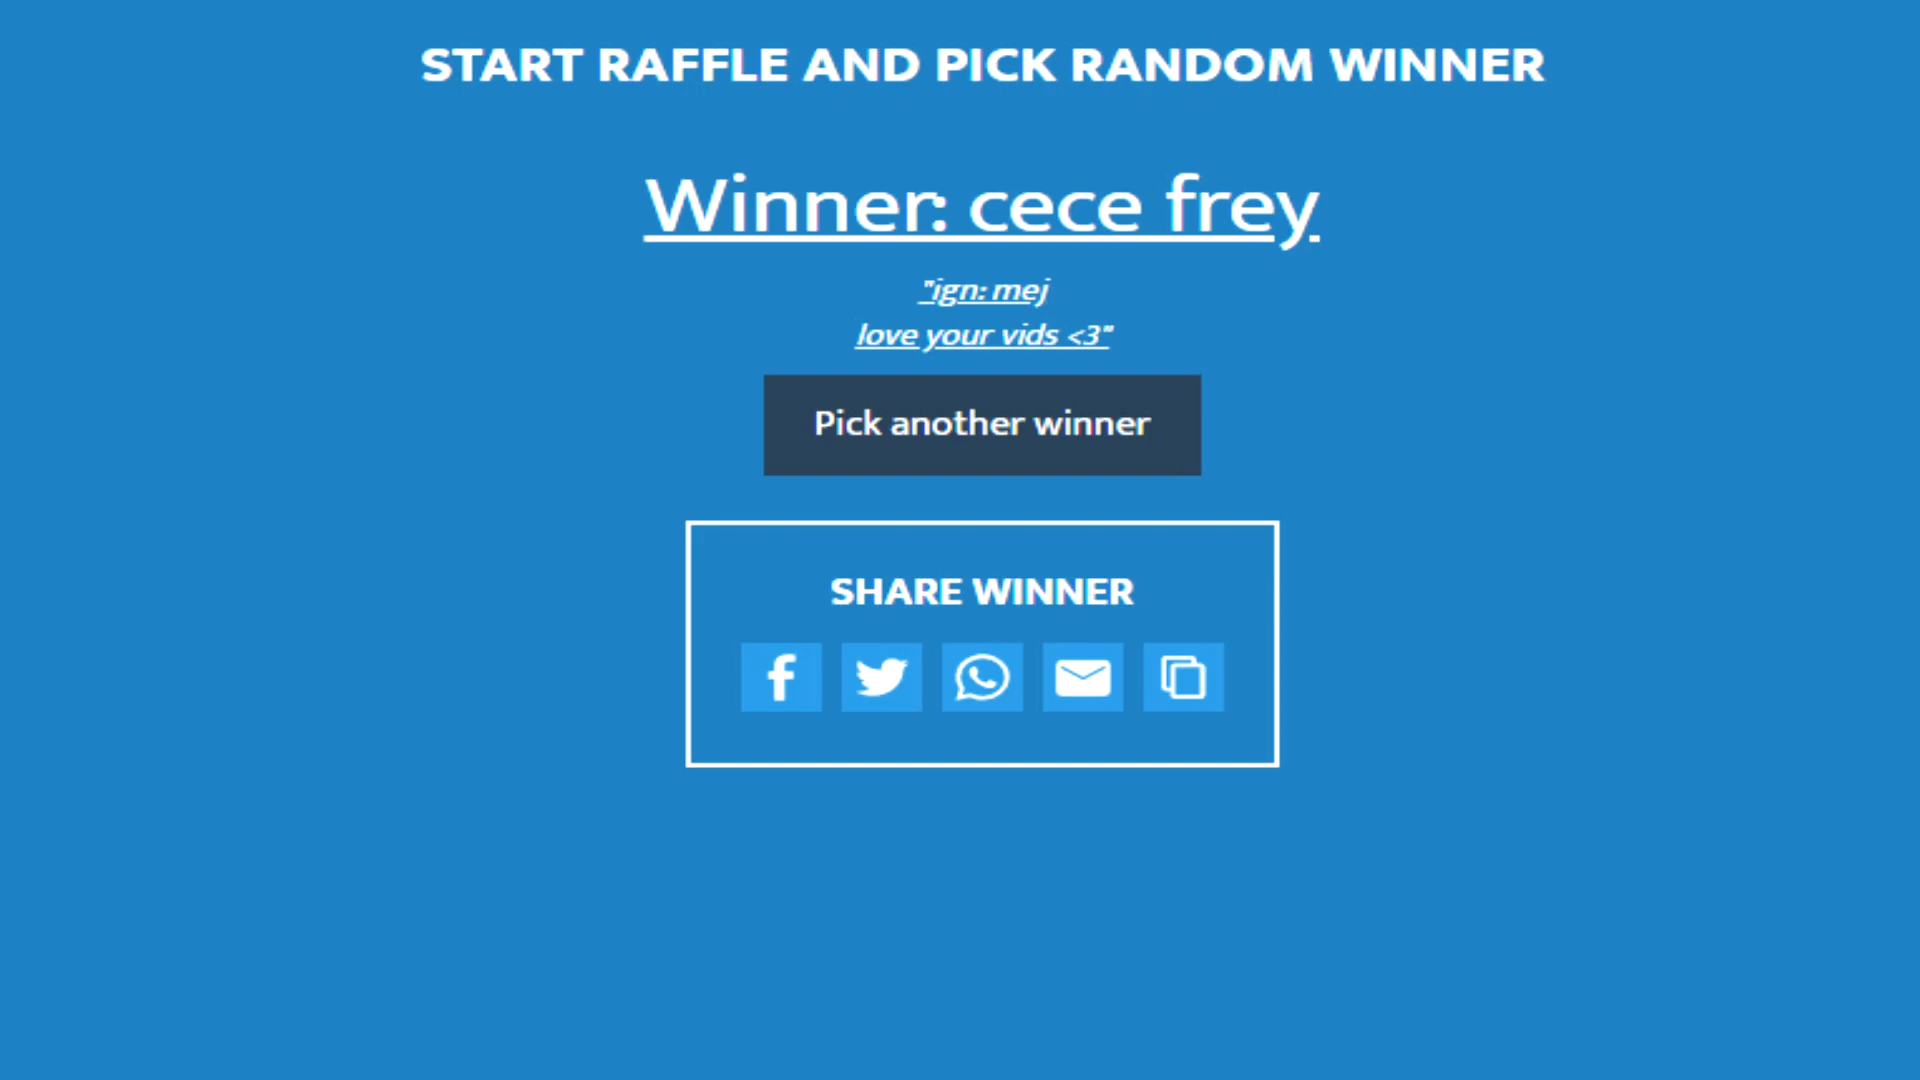 START RAFFLE AND PICK RANDOM WINNER
Winner: cece frey
"ign: mej
love your vids <3"
Pick another winner
SHARE WINNER